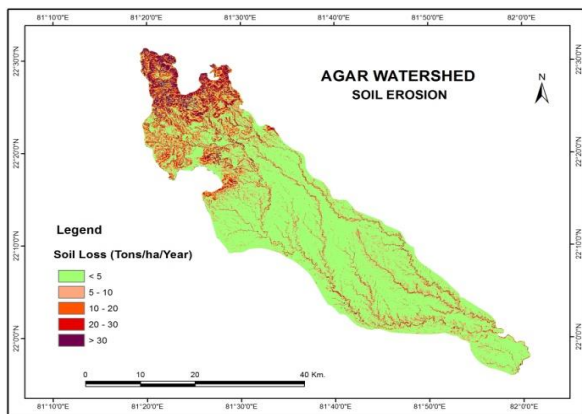 81°10'0"E 81°20'0"E 81°30'0"E 81°40'0"E 81°50'0"E 82°0'0"E
AGAR WATERSHED
SOIL EROSION
N
22°30'0"N 22°30'0"N
22°20'0"N 22°20'0"N
22°10'0"N 22°10'0"N
22°0'0"N 22°0'0"N
Legend
Soil Loss (Tons/ha/Year)
< 5
5 - 10
10 - 20
20 - 30
> 30
0 10 20 40 Km.
81°10'0"E 81°20'0"E 81°30'0"E 81°40'0"E 81°50'0"E 82°0'0"E